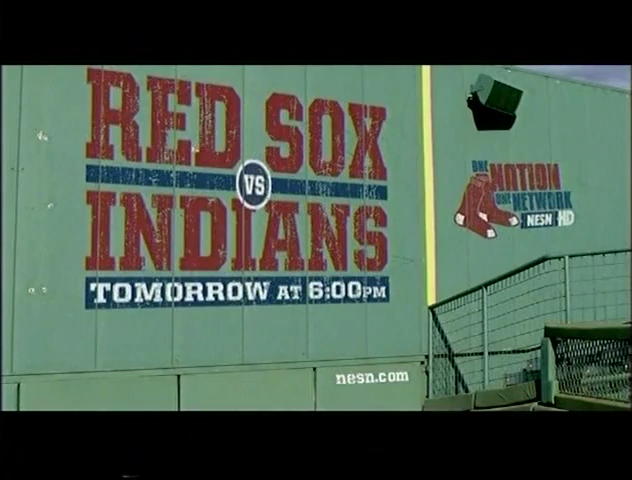 RED SOX
VS
INDIANS
TOMORROW AT 6:00PM
nesn.com
ONE
NATION
ONE
NETWORK
NESN HD